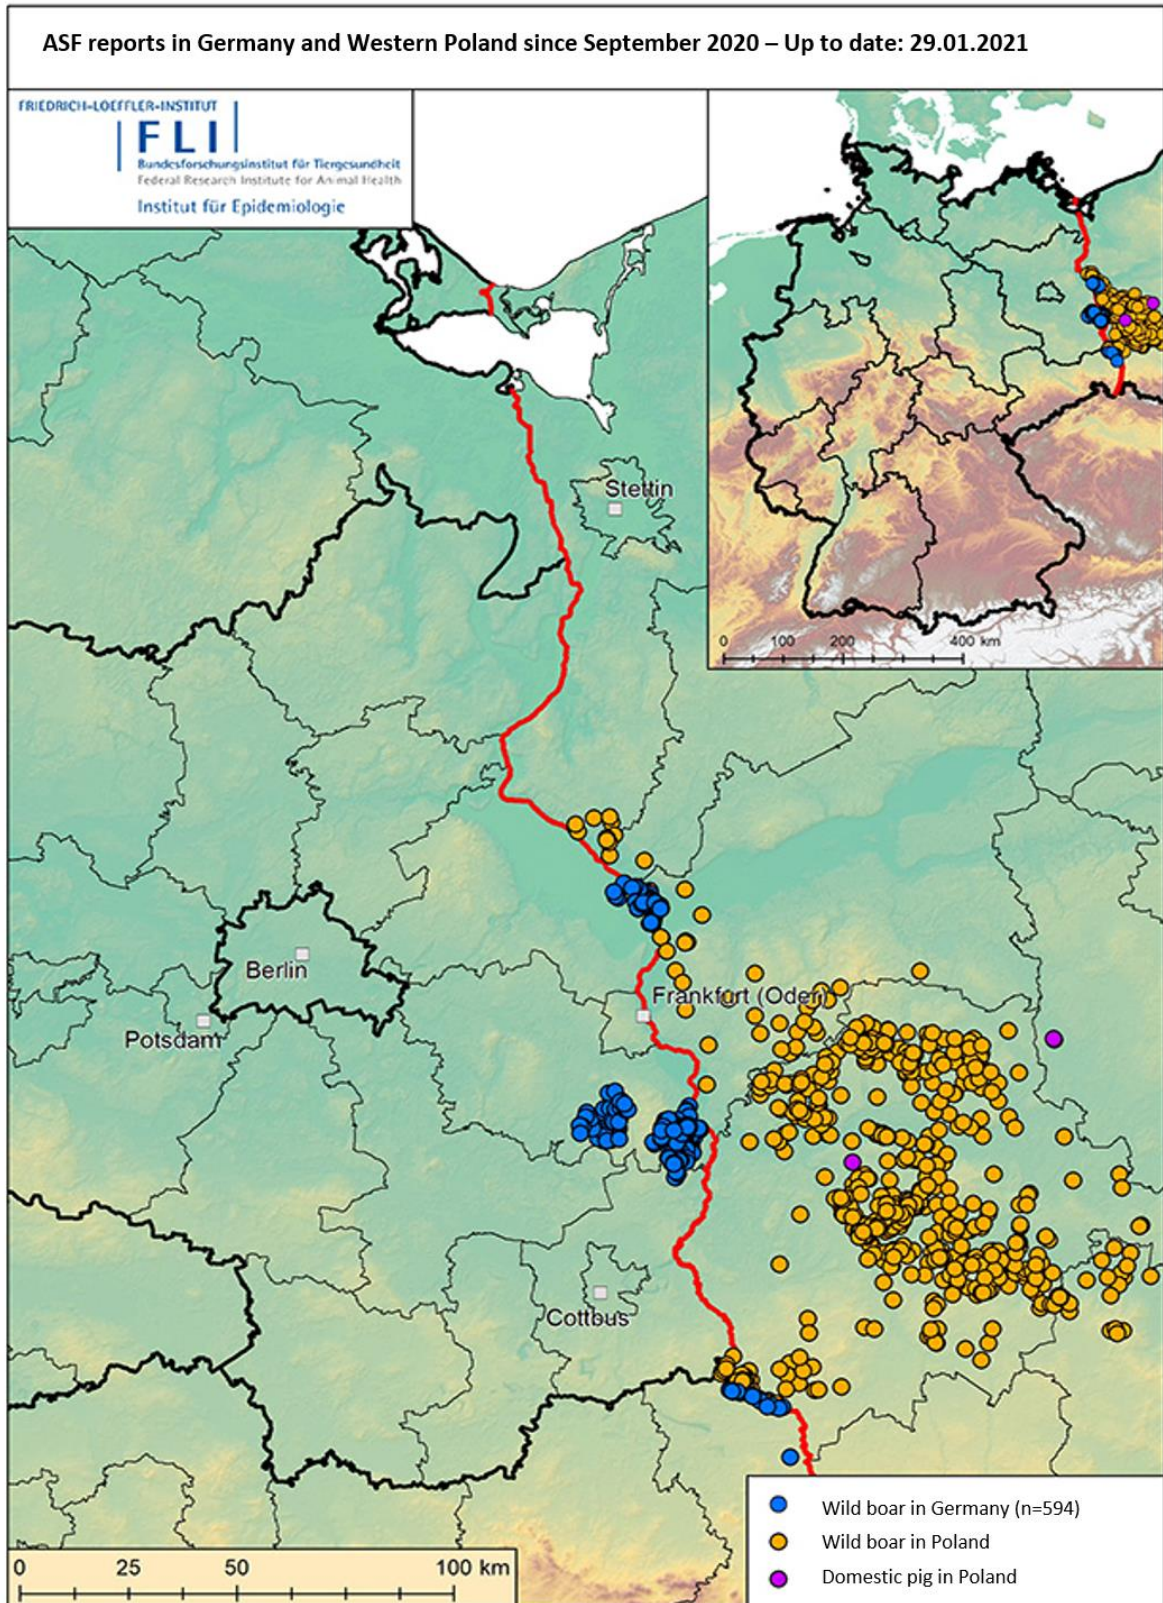 ASF reports in Germany and Western Poland since September 2020 – Up to date: 29.01.2021
FRIEDRICH-LOEFFLER-INSTITUT
FLI
Bundesforschungsinstitut für Tiergesundheit
Federal Research Institute for Animal Health
Institut für Epidemiologie
0 100 200 400 km
Stettin
Berlin
Frankfurt (Oder)
Potsdam
Cottbus
Wild boar in Germany (n=594)
Wild boar in Poland
Domestic pig in Poland
0 25 50 100 km